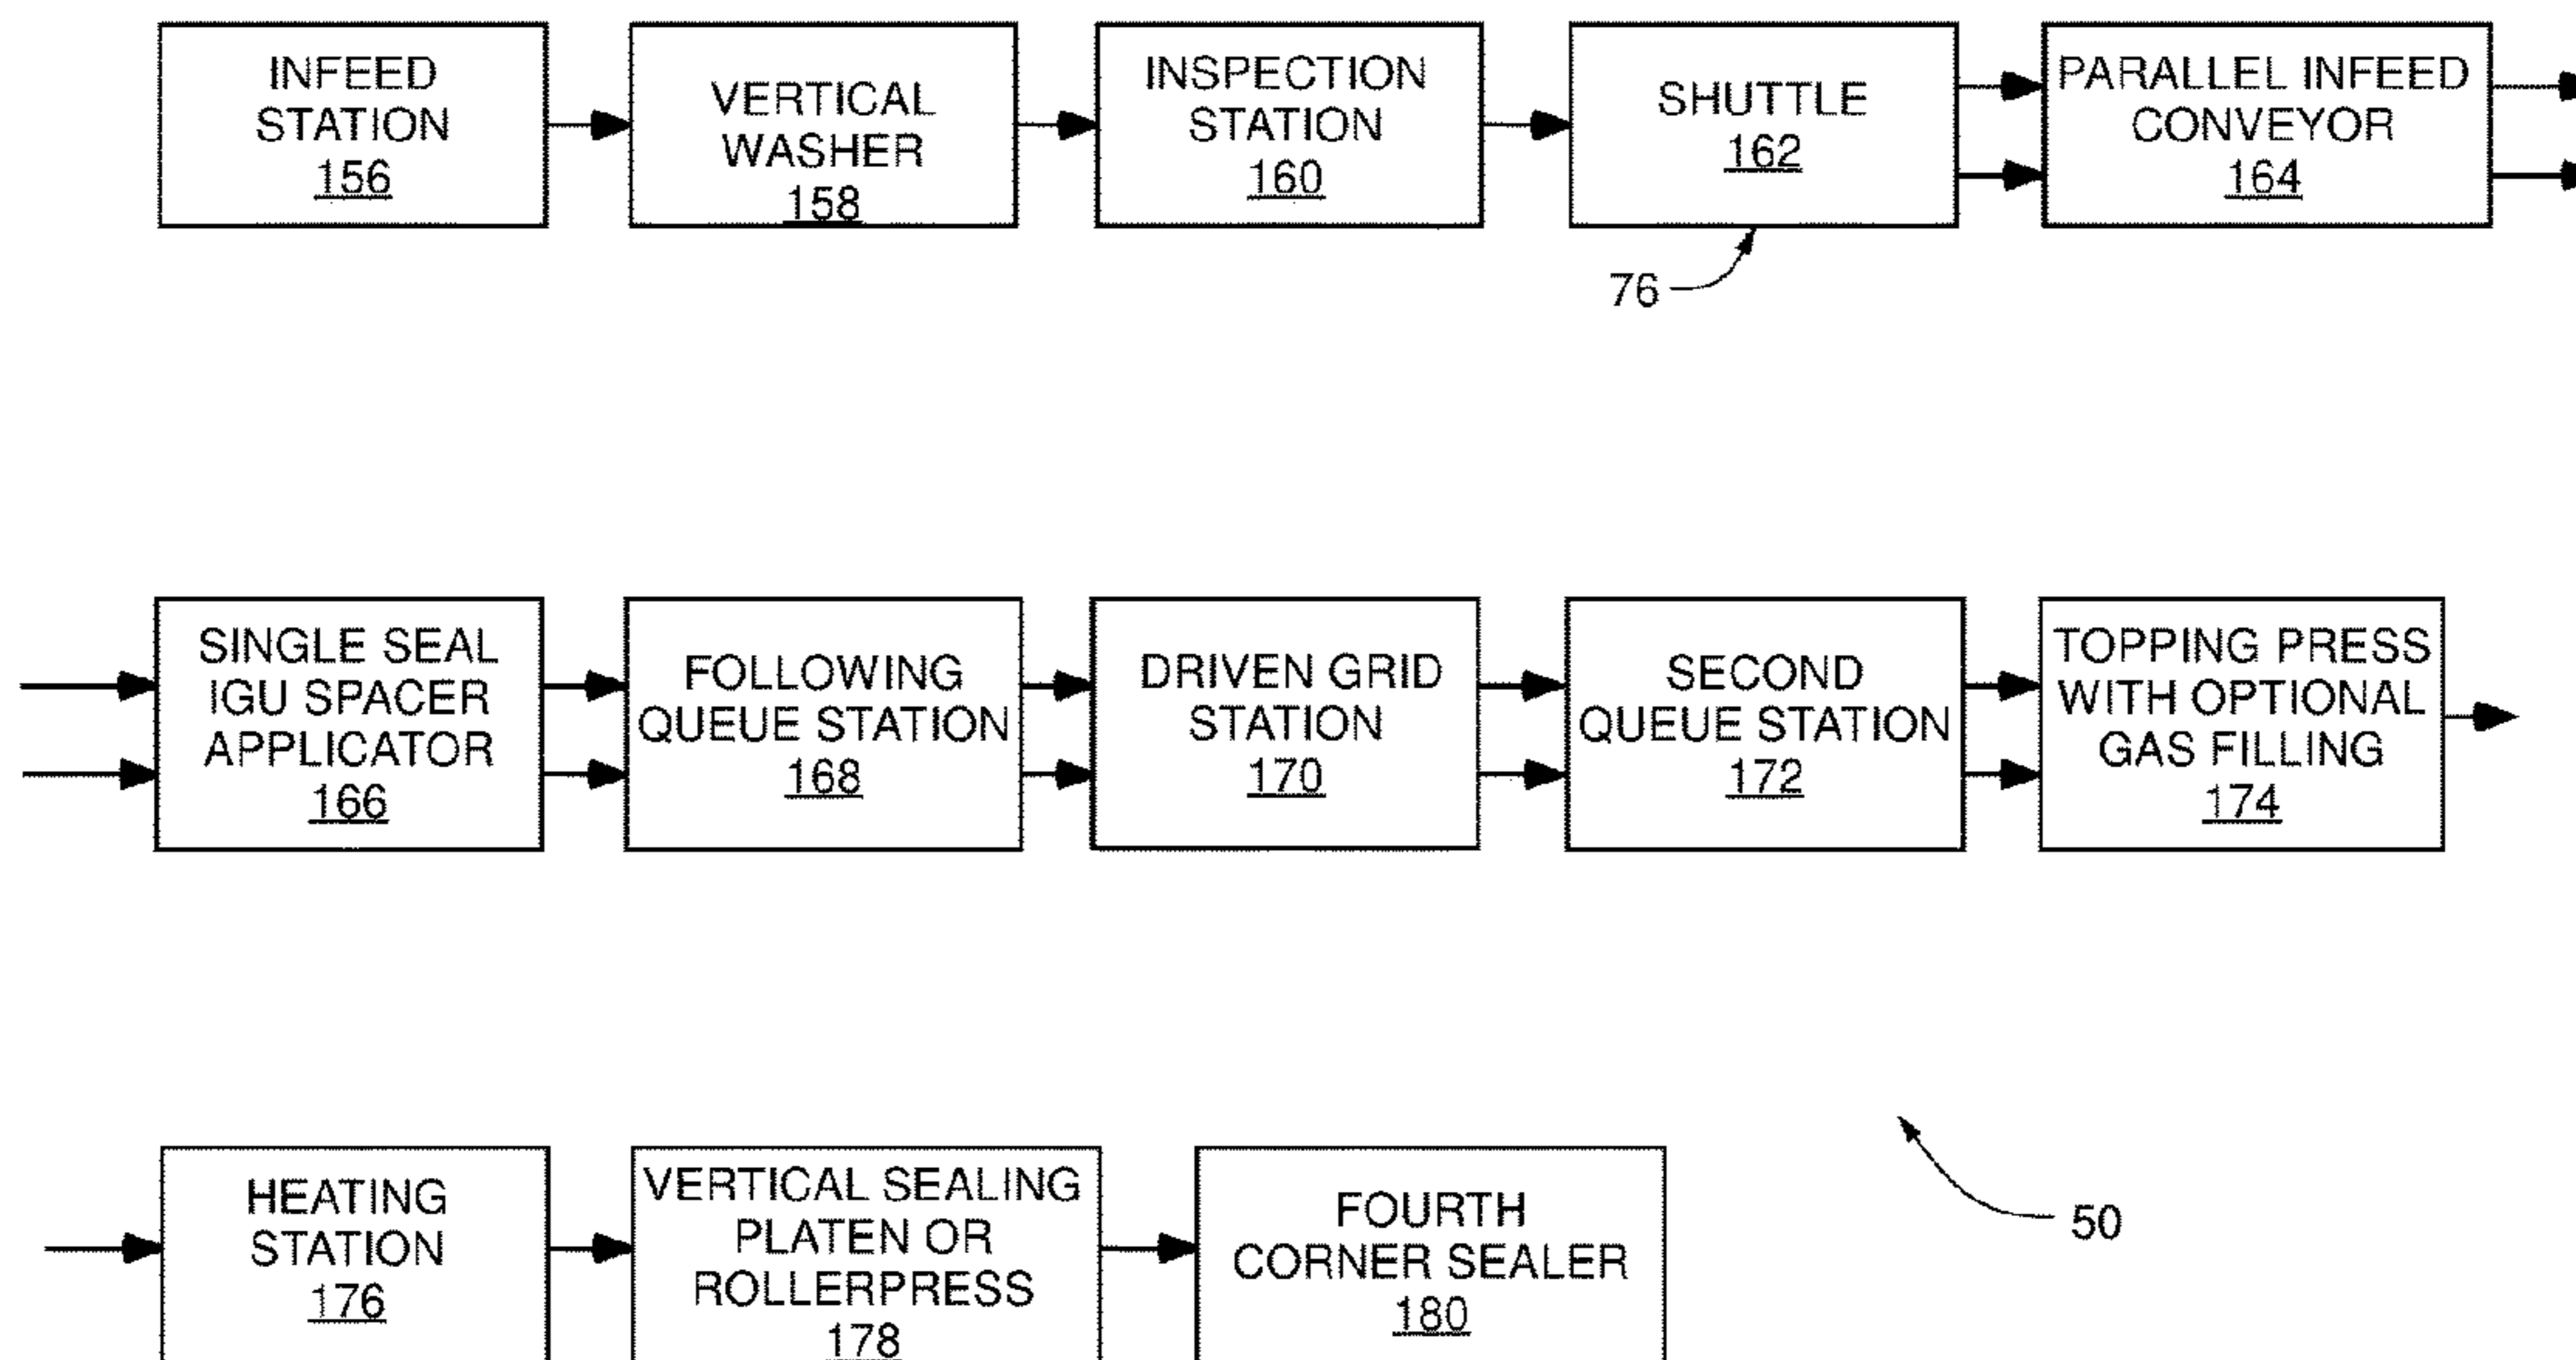 INFEED
STATION
156
VERTICAL
WASHER
158
INSPECTION
STATION
160
SHUTTLE
162
PARALLEL INFEED
CONVEYOR
164
76
SINGLE SEAL
IGU SPACER
APPLICATOR
166
FOLLOWING
QUEUE STATION
168
DRIVEN GRID
STATION
170
SECOND
QUEUE STATION
172
TOPPING PRESS
WITH OPTIONAL
GAS FILLING
174
HEATING
STATION
176
VERTICAL SEALING
PLATEN OR
ROLLERPRESS
178
FOURTH
CORNER SEALER
180
50